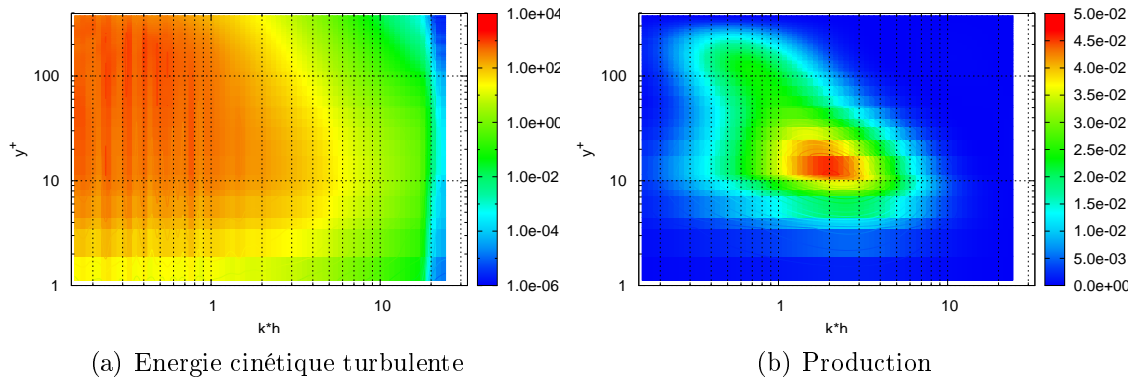 y+
100
10
1
1
10
k*h
1.0e+04
1.0e+02
1.0e+00
1.0e-02
1.0e-04
1.0e-06
(a) Energie cinétique turbulente
y+
100
10
1
1
10
k*h
5.0e-02
4.5e-02
4.0e-02
3.5e-02
3.0e-02
2.5e-02
2.0e-02
1.5e-02
1.0e-02
5.0e-03
0.0e+00
(b) Production